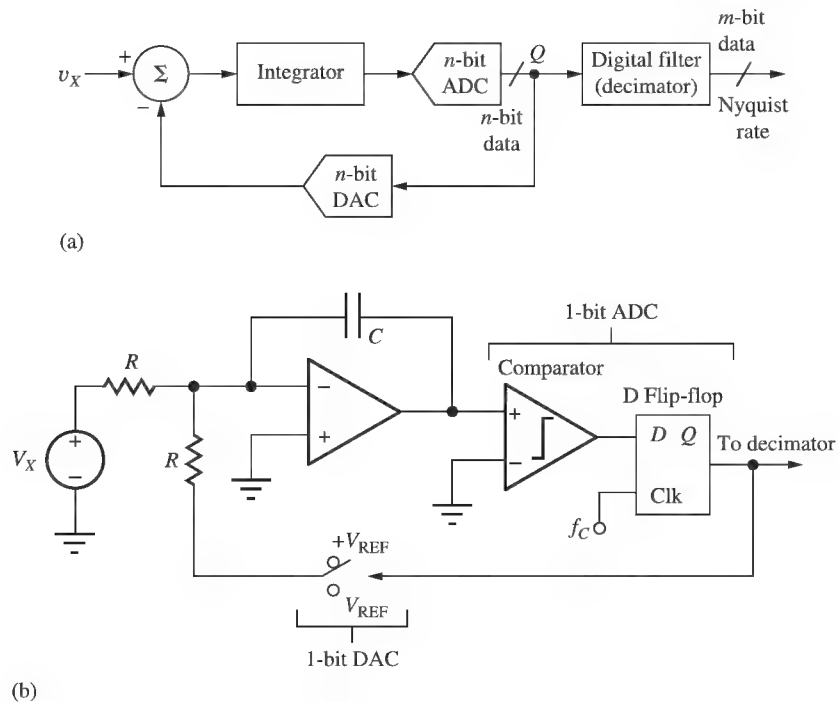 v_X
+
Σ
−
Integrator
n-bit
ADC
Q
n-bit
data
Digital filter
(decimator)
m-bit
data
Nyquist
rate
n-bit
DAC
(a)
1-bit ADC
C
R
Comparator
D Flip-flop
−
+
+
−
D Q
To decimator
V_X
+
−
R
Clk
f_C
+V_REF
V_REF
1-bit DAC
(b)